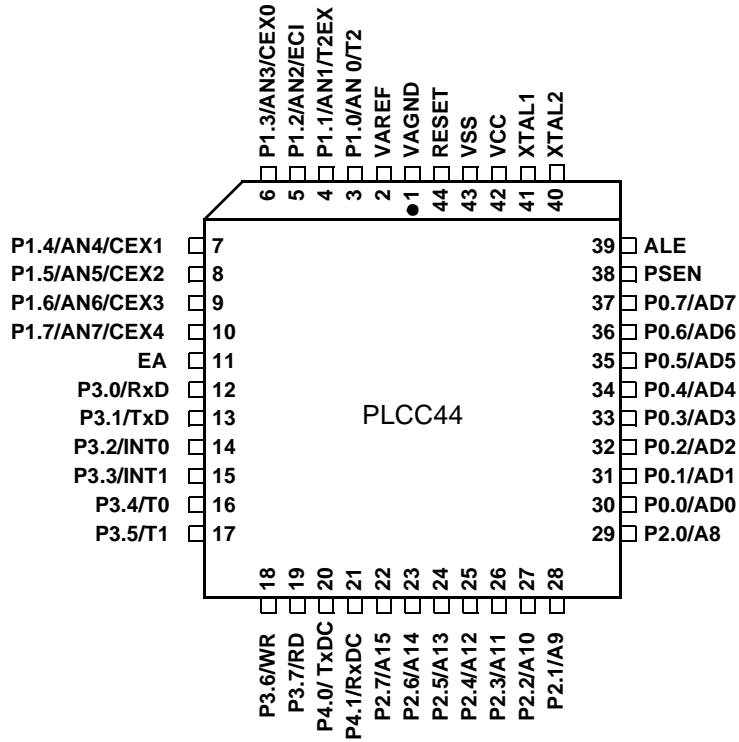 P1.3/AN3/CEX0
P1.2/AN2/ECI
P1.1/AN1/T2EX
P1.0/AN 0/T2
VAREF
VAGND
RESET
VSS
VCC
XTAL1
XTAL2
6
5
4
3
2
1
44
43
42
41
40
P1.4/AN4/CEX1 7
P1.5/AN5/CEX2 8
P1.6/AN6/CEX3 9
P1.7/AN7/CEX4 10
EA 11
P3.0/RxD 12
P3.1/TxD 13
P3.2/INT0 14
P3.3/INT1 15
P3.4/T0 16
P3.5/T1 17
PLCC44
39 ALE
38 PSEN
37 P0.7/AD7
36 P0.6/AD6
35 P0.5/AD5
34 P0.4/AD4
33 P0.3/AD3
32 P0.2/AD2
31 P0.1/AD1
30 P0.0/AD0
29 P2.0/A8
18
19
20
21
22
23
24
25
26
27
28
P3.6/WR
P3.7/RD
P4.0/ TxDC
P4.1/RxDC
P2.7/A15
P2.6/A14
P2.5/A13
P2.4/A12
P2.3/A11
P2.2/A10
P2.1/A9